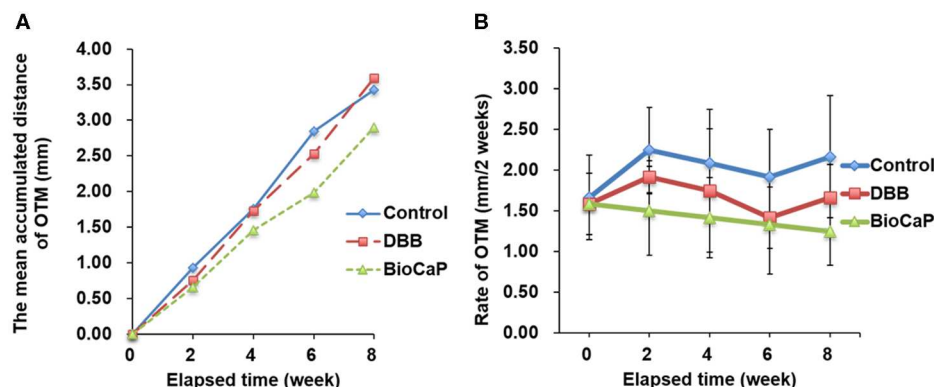 A
The mean accumulated distance
of OTM (mm)
4.00
3.50
3.00
2.50
2.00
1.50
1.00
0.50
0.00
0 2 4 6 8
Elapsed time (week)
Control
DBB
BioCaP
B
Rate of OTM (mm/2 weeks)
3.50
3.00
2.50
2.00
1.50
1.00
0.50
0.00
0 2 4 6 8
Elapsed time (week)
Control
DBB
BioCaP